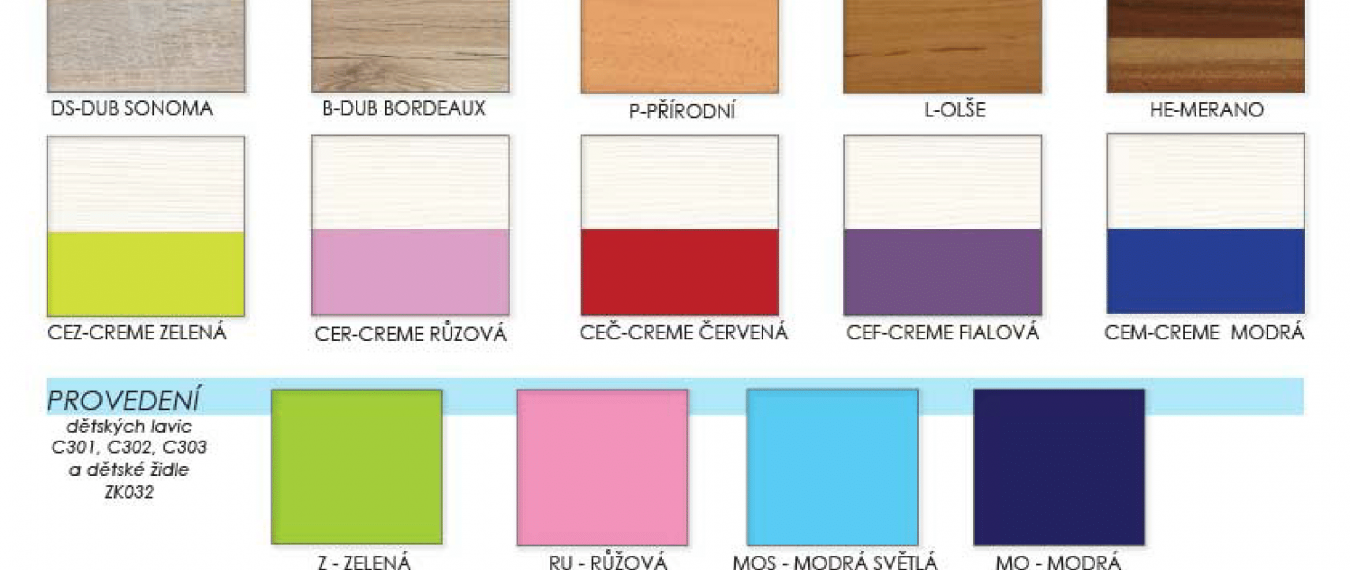 DS-DUB SONOMA
B-DUB BORDEAUX
P-PŘÍRODNÍ
L-OLŠE
HE-MERANO
CEZ-CREME ZELENÁ
CER-CREME RŮZOVÁ
CEČ-CREME ČERVENÁ
CEF-CREME FIALOVÁ
CEM-CREME MODRÁ
PROVEDENÍ
dětských lavic
C301, C302, C303
a dětské židle
ZK032
Z - ZELENÁ
RU - RŮŽOVÁ
MOS - MODRÁ SVĚTLÁ
MO - MODRÁ